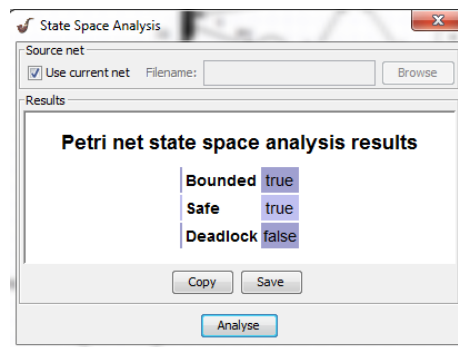 State Space Analysis
Source net
Use current net Filename: Browse
Results
Petri net state space analysis results
Bounded true
Safe true
Deadlock false
Copy Save
Analyse